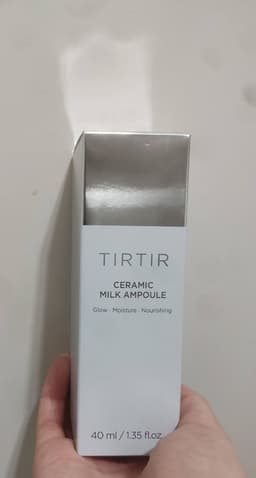 TIRTIR
CERAMIC
MILK AMPOULE
Glow · Moisture · Nourishing
40 ml / 1.35 fl.oz